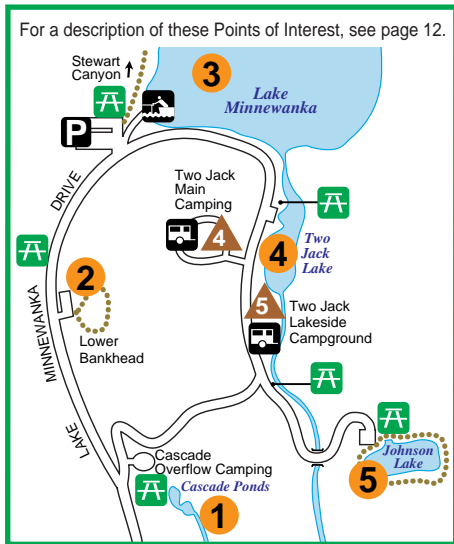 For a description of these Points of Interest, see page 12.
Stewart
Canyon
3
Lake
Minnewanka
P
Two Jack
Main
Camping
4
4
Two
Jack
Lake
DRIVE
2
5
Two Jack
Lakeside
Campground
Lower
Bankhead
MINNEWANKA
LAKE
Johnson
Lake
5
Cascade
Overflow Camping
Cascade Ponds
1